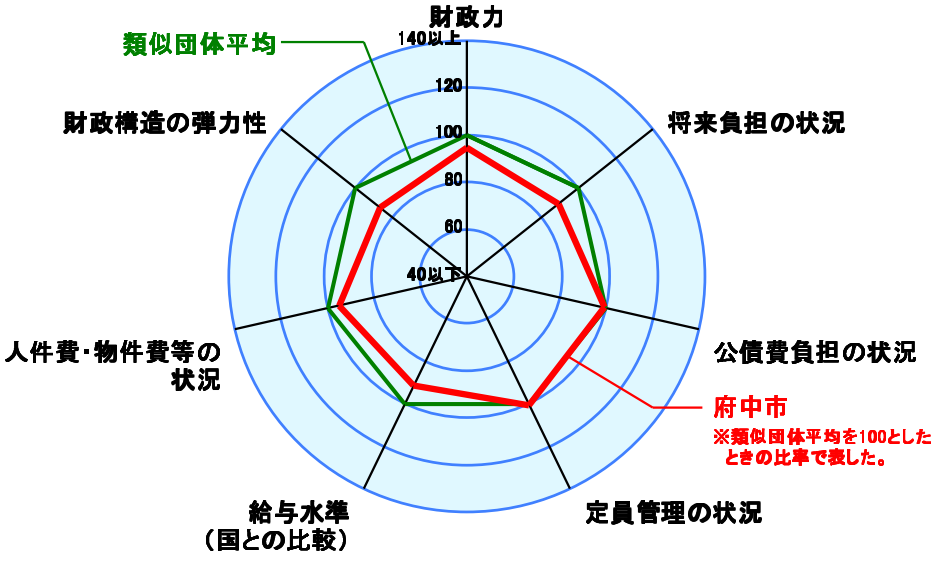 財政力
140以上
類似団体平均
120
財政構造の弾力性
将来負担の状況
100
80
60
40以下
人件費・物件費等の
状況
公債費負担の状況
府中市
※類似団体平均を100とした
ときの比率で表した。
給与水準
（国との比較）
定員管理の状況